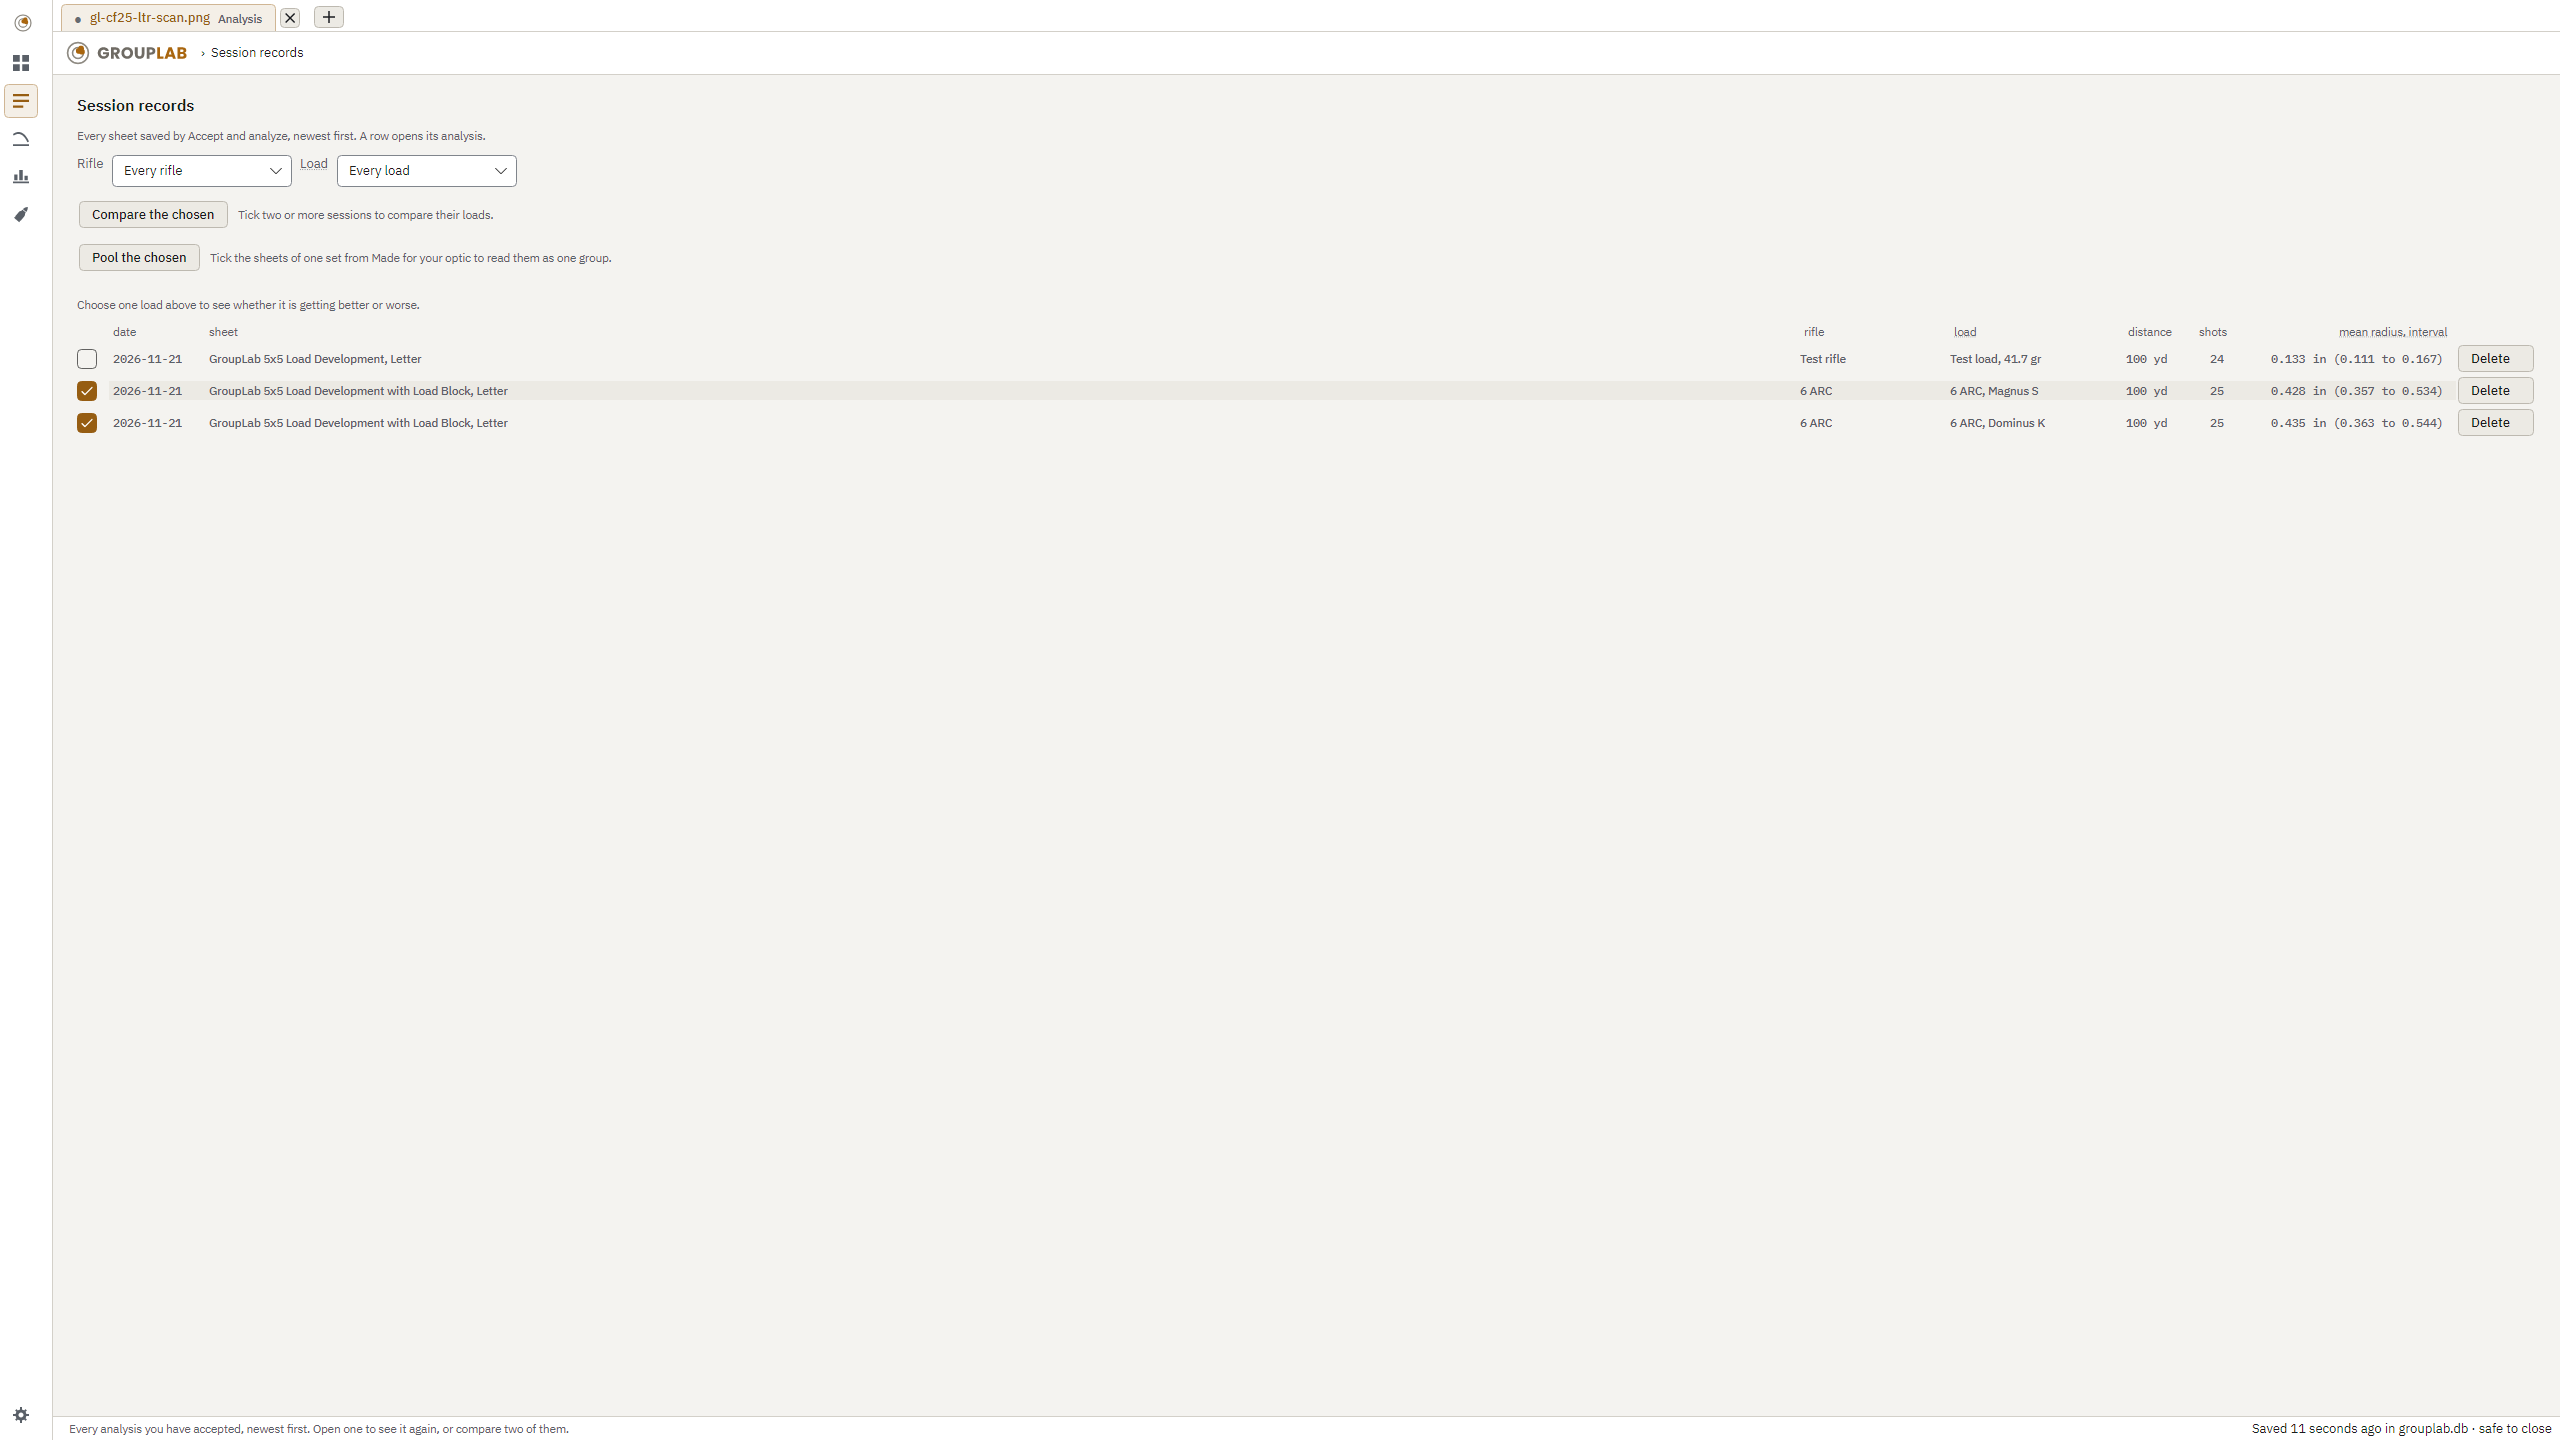 gl-cf25-ltr-scan.png Analysis
GROUPLAB › Session records
Session records
Every sheet saved by Accept and analyze, newest first. A row opens its analysis.
Rifle Every rifle Load Every load
Compare the chosen Tick two or more sessions to compare their loads.
Pool the chosen Tick the sheets of one set from Made for your optic to read them as one group.
Choose one load above to see whether it is getting better or worse.
date sheet rifle load distance shots mean radius, interval
2026-11-21 GroupLab 5x5 Load Development, Letter Test rifle Test load, 41.7 gr 100 yd 24 0.133 in (0.111 to 0.167) Delete
2026-11-21 GroupLab 5x5 Load Development with Load Block, Letter 6 ARC 6 ARC, Magnus S 100 yd 25 0.428 in (0.357 to 0.534) Delete
2026-11-21 GroupLab 5x5 Load Development with Load Block, Letter 6 ARC 6 ARC, Dominus K 100 yd 25 0.435 in (0.363 to 0.544) Delete
Every analysis you have accepted, newest first. Open one to see it again, or compare two of them.
Saved 11 seconds ago in grouplab.db · safe to close